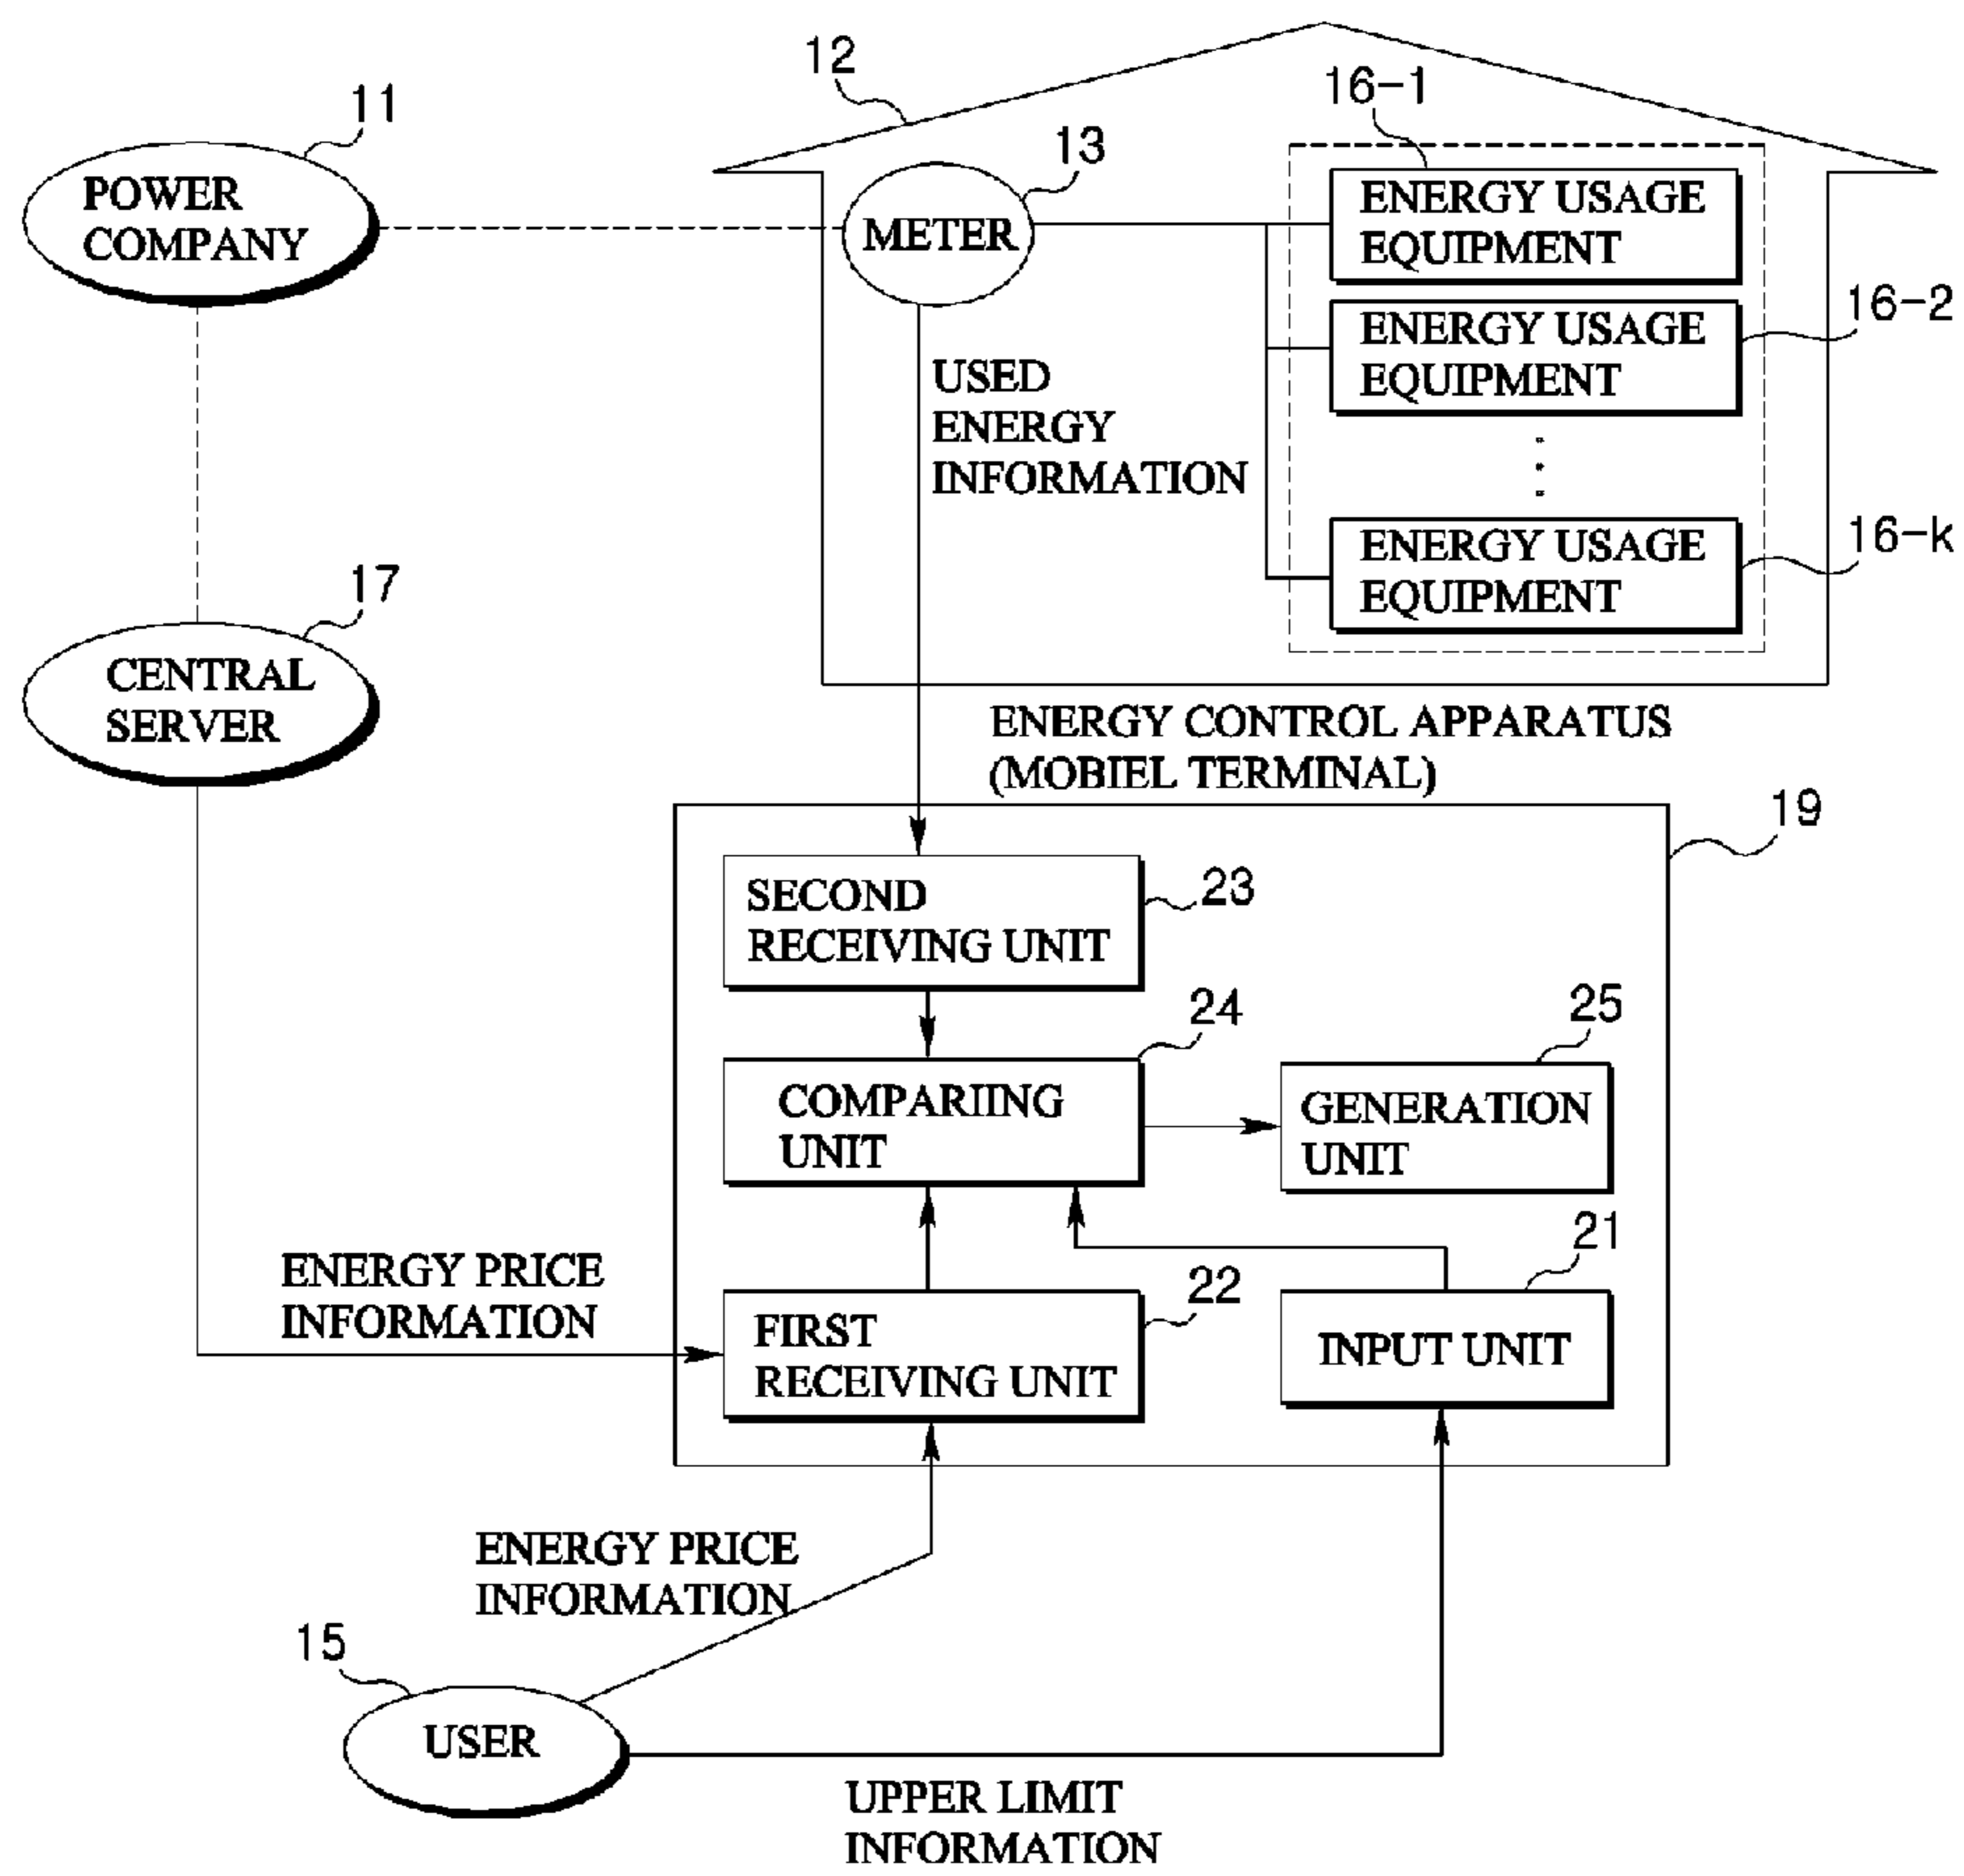 12
16-1
11
13
POWER
COMPANY
METER
ENERGY USAGE
EQUIPMENT
16-2
ENERGY USAGE
EQUIPMENT
USED
ENERGY
INFORMATION
16-k
ENERGY USAGE
EQUIPMENT
17
CENTRAL
SERVER
ENERGY CONTROL APPARATUS
(MOBIEL TERMINAL)
19
SECOND
RECEIVING UNIT
23
24
25
COMPARIING
UNIT
GENERATION
UNIT
21
ENERGY PRICE
INFORMATION
22
FIRST
RECEIVING UNIT
INPUT UNIT
ENERGY PRICE
INFORMATION
15
USER
UPPER LIMIT
INFORMATION